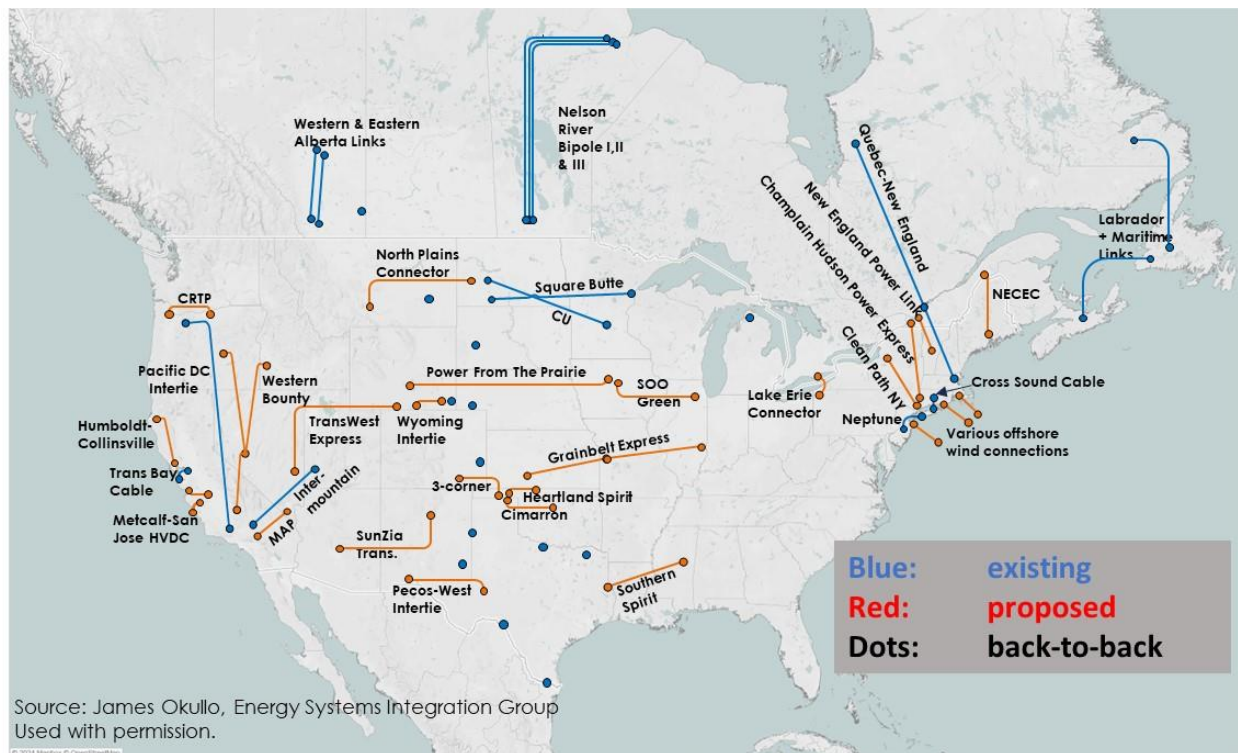 Western & Eastern
Alberta Links
Nelson
River
Bipole I,II
& III
Quebec-New England
New England Power Link
Champlain Hudson Power Express
Clean Path NY
Labrador
+ Maritime
Links
North Plains
Connector
Square Butte
CU
CRTP
NECEC
Pacific DC
Intertie
Western
Bounty
Power From The Prairie
SOO
Green
Lake Erie
Connector
Cross Sound Cable
Neptune
Various offshore
wind connections
Humboldt-
Collinsville
TransWest
Express
Wyoming
Intertie
Grainbelt Express
Trans Bay
Cable
Inter-
mountain
3-corner
Heartland Spirit
Cimarron
Metcalf-San
Jose HVDC
MAP
SunZia
Trans.
Pecos-West
Intertie
Southern
Spirit
Blue: existing
Red: proposed
Dots: back-to-back
Source: James Okullo, Energy Systems Integration Group
Used with permission.
© 2024 Mapbox © OpenStreetMap